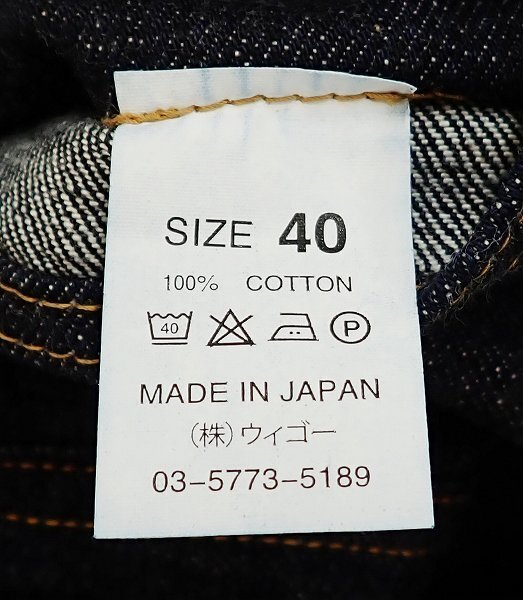 SIZE 40
100% COTTON
40 P
MADE IN JAPAN
(株)ウィゴー
03-5773-5189